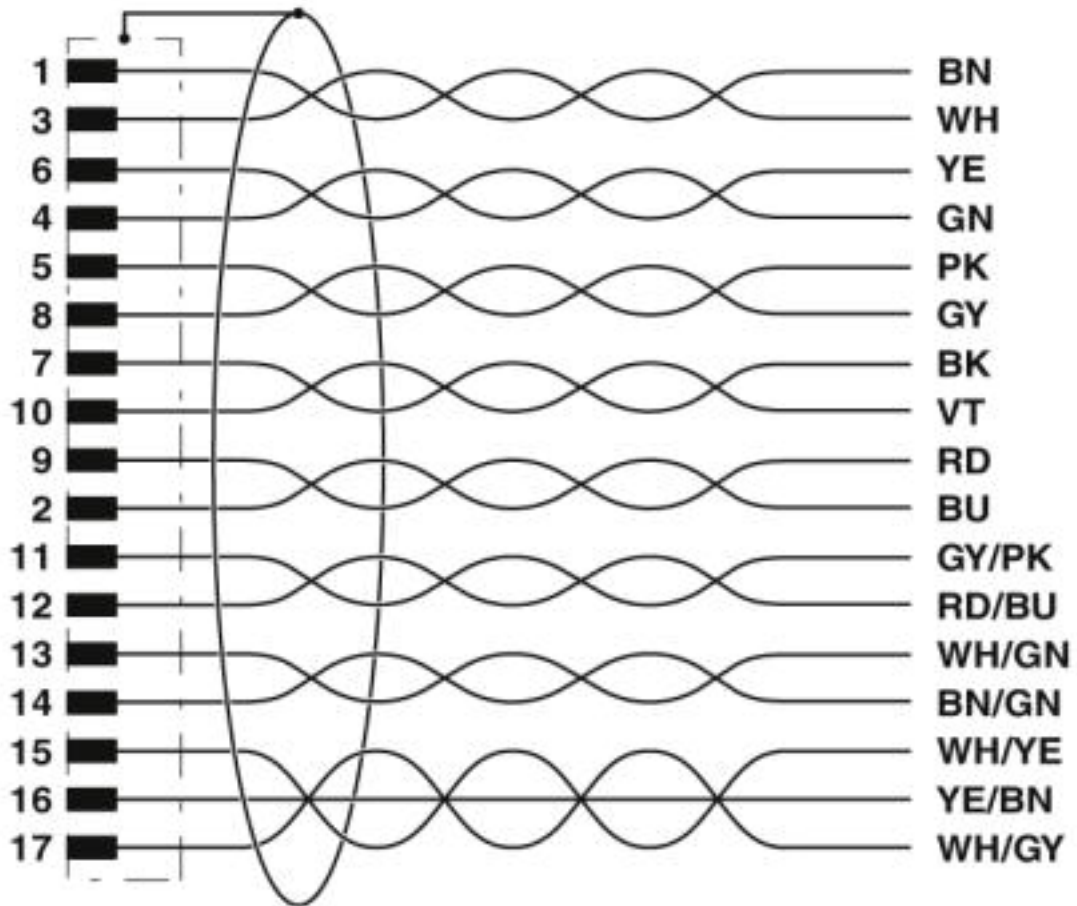 1 BN
3 WH
6 YE
4 GN
5 PK
8 GY
7 BK
10 VT
9 RD
2 BU
11 GY/PK
12 RD/BU
13 WH/GN
14 BN/GN
15 WH/YE
16 YE/BN
17 WH/GY